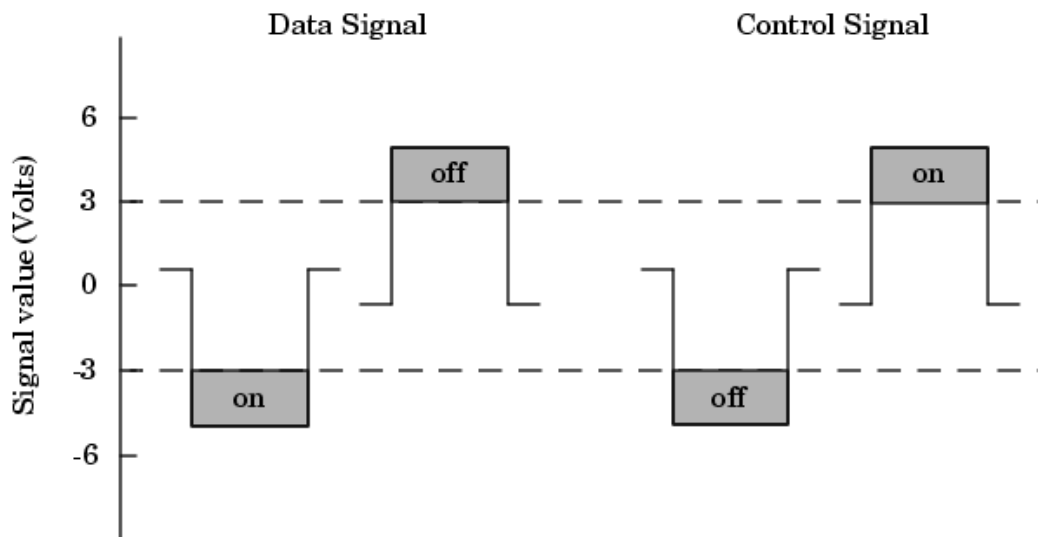 Data Signal
Control Signal
Signal value (Volts)
6
3
0
-3
-6
off
on
on
off